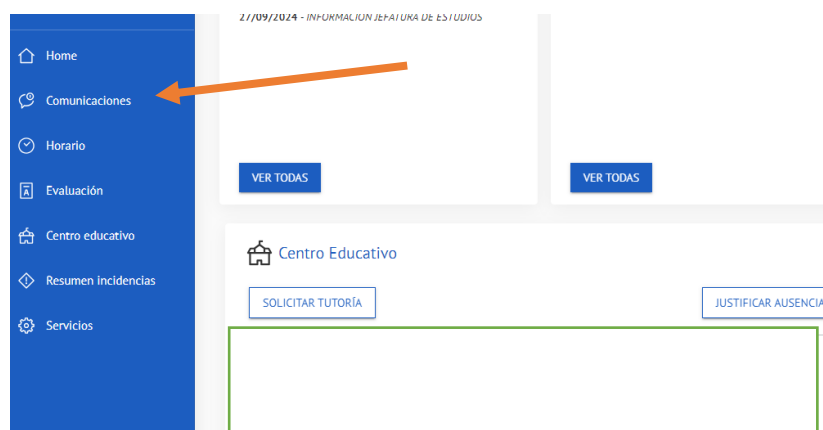 27/09/2024 - INFORMACIÓN JEFATURA DE ESTUDIOS
Home
Comunicaciones
Horario
Evaluación
Centro educativo
Resumen incidencias
Servicios
VER TODAS
VER TODAS
Centro Educativo
SOLICITAR TUTORÍA
JUSTIFICAR AUSENCIA